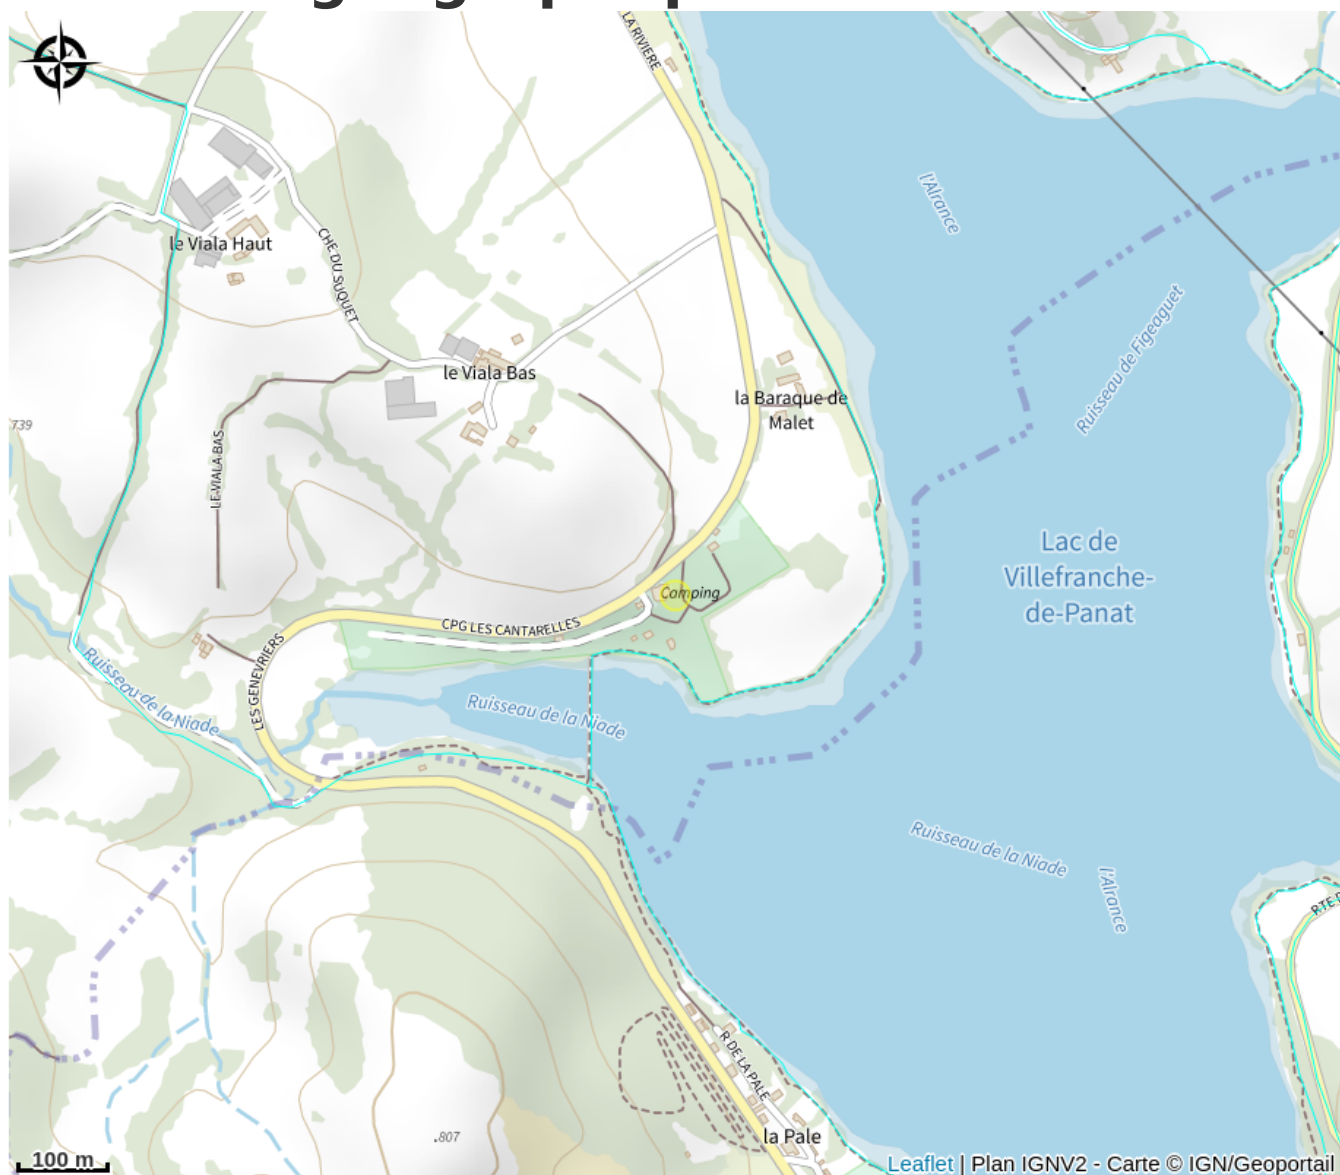 LA RIVIERE
l'Alrance
le Viala Haut
CHE DU SUQUET
Ruisseau de Figeaguet
le Viala Bas
la Baraque de
Malet
739
LE VIALA BAS
Lac de
Villefranche-
de-Panat
Camping
CPG LES CANTARELLES
LES GENEVRIERS
Ruisseau de la Niade
Ruisseau de la Niade
Ruisseau de la Niade
l'Alrance
RTE D
R DE LA PALE
.807
la Pale
100 m
Leaflet | Plan IGNV2 - Carte © IGN/Geoportail